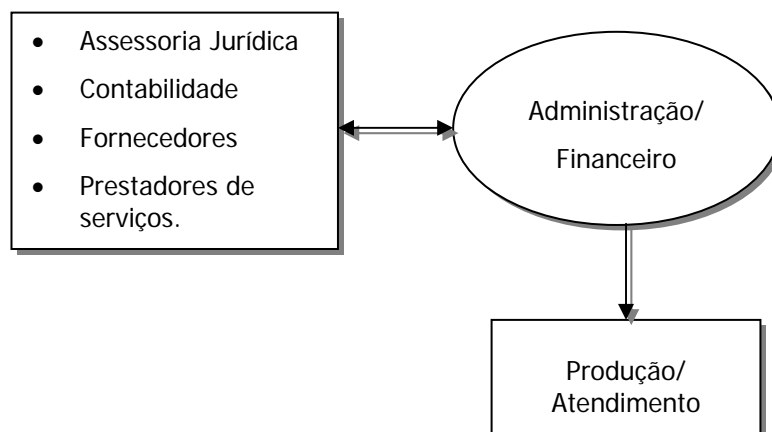 • Assessoria Jurídica
• Contabilidade
• Fornecedores
• Prestadores de
serviços.
Administração/
Financeiro
Produção/
Atendimento